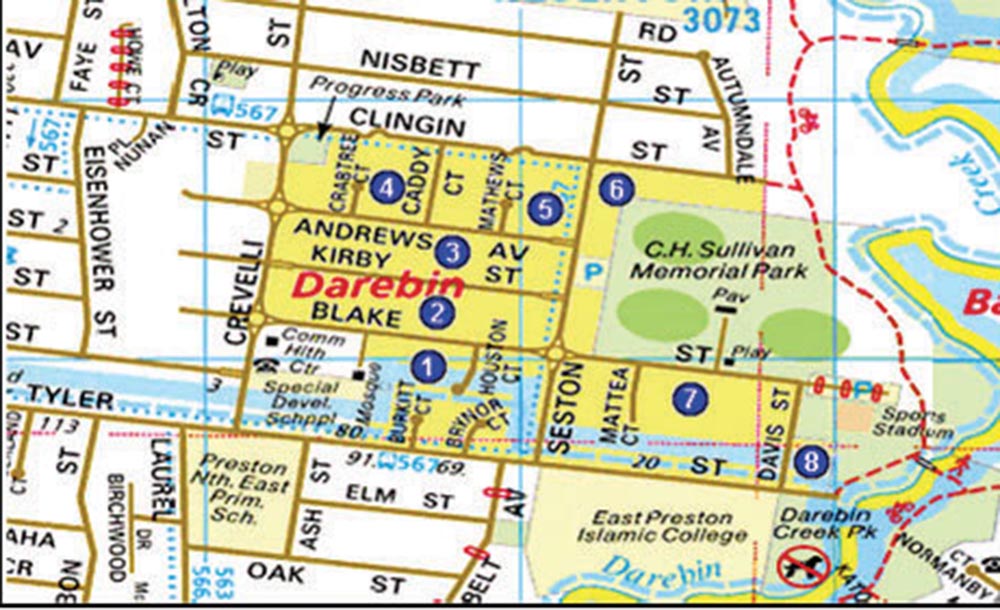 3073
RD
ST
ST
LTON
CR
ST
AV
FAYE ST
HOWE CT
Play
567
NISBETT
ST
ST
AUTUMNDALE
AV
Progress Park
CLINGIN
ST
567
ST
PL
NUNAN
ST
EISENHOWER ST
CRABTREE
CT
4
CADDY
CT
MATHEWS
CT
5
6
Creek
ST 2
ANDREWS
3
AV
KIRBY
ST
C.H. Sullivan
Memorial Park
P
Pav
CREVELLI
Darebin
BLAKE
2
ST
Play
Ba
ST
ST
Comm
Hlth
Ctr
Mosque
1
HOUSTON
CT
TYLER
3
Special
Devel.
School
80
BURKITT
CT
BRYNOR
CT
SESTON
MATTEA
CT
7
DAVIS ST
P
Sports
Stadium
8
113
ST
CT
LAUREL
Preston
Nth. East
Prim.
Sch.
91
567
69
20
ST
ST
ELM ST
AV
BIRCHWOOD
DR
ASH
East Preston
Islamic College
Darebin
Creek Pk
AHA
CR
BON
566
563
OAK
ST
BELT
Darebin
NORMANBY
CT